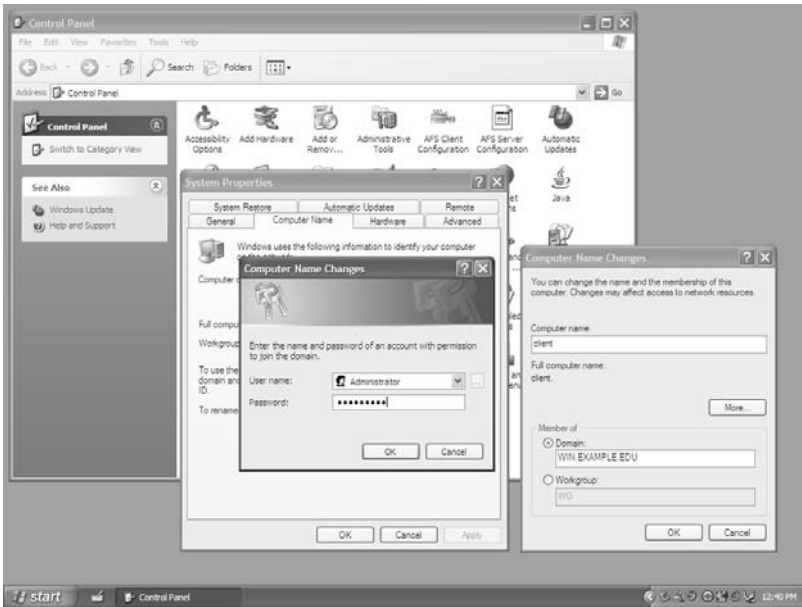 Control Panel
File Edit View Favorites Tools Help
Back Search Folders
Address Control Panel Go
Control Panel
Switch to Category View
See Also
Windows Update
Help and Support
Accessibility Options
Add Hardware
Add or Remov...
Administrative Tools
AFS Client Configuration
AFS Server Configuration
Automatic Updates
Java
System Properties
System Restore Automatic Updates Remote
General Computer Name Hardware Advanced
Windows uses the following information to identify your computer
Computer
Full compu
Workgroup
To use the
domain and
ID.
To rename
OK Cancel Apply
Computer Name Changes
Enter the name and password of an account with permission
to join the domain.
User name: Administrator
Password: •••••••••
OK Cancel
Computer Name Changes
You can change the name and the membership of this
computer. Changes may affect access to network resources.
Computer name:
client
Full computer name:
client.
More...
Member of
Domain:
WIN.EXAMPLE.EDU
Workgroup:
WG
OK Cancel
start Control Panel 12:40 PM